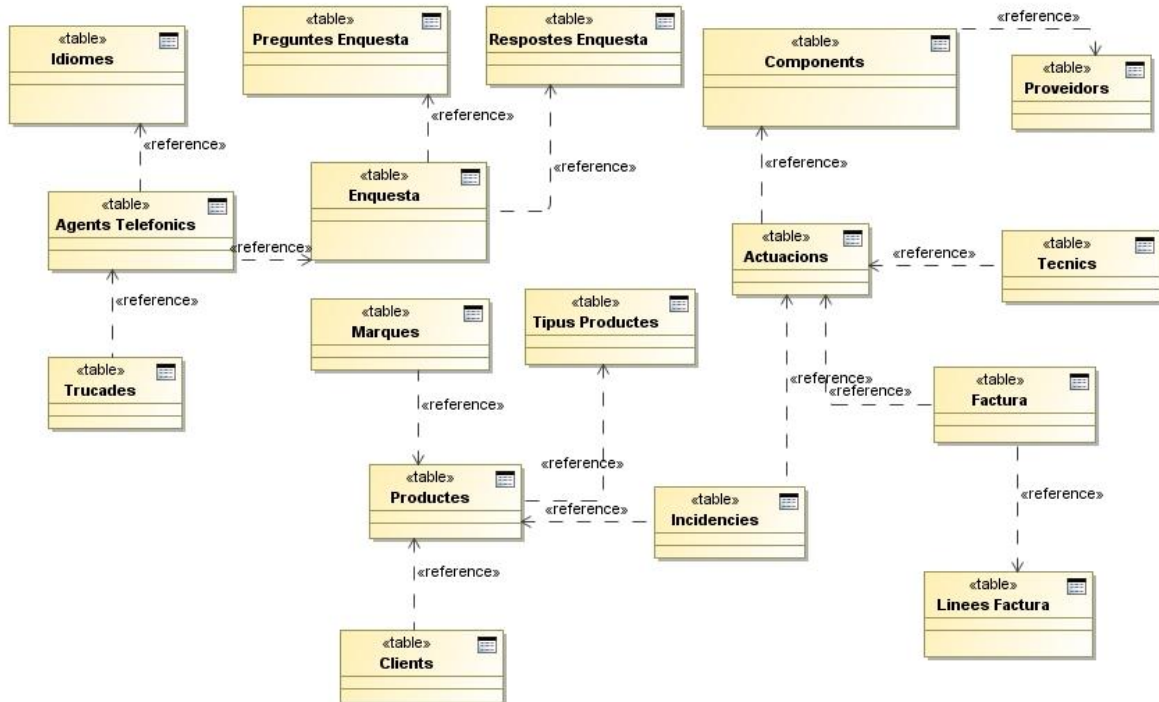 «table»
Idiomes
«table»
Preguntes Enquesta
«table»
Respostes Enquesta
«table»
Components
«reference»
«table»
Proveidors
«reference»
«reference»
«reference»
«reference»
«table»
Agents Telefonics
«table»
Enquesta
«reference»
«table»
Actuacions
«reference»
«table»
Tecnics
«reference»
«table»
Marques
«table»
Tipus Productes
«table»
Trucades
«reference»
«reference»
«reference»
«table»
Factura
«table»
Productes
«reference»
«reference»
«table»
Incidencies
«reference»
«reference»
«table»
Linees Factura
«table»
Clients